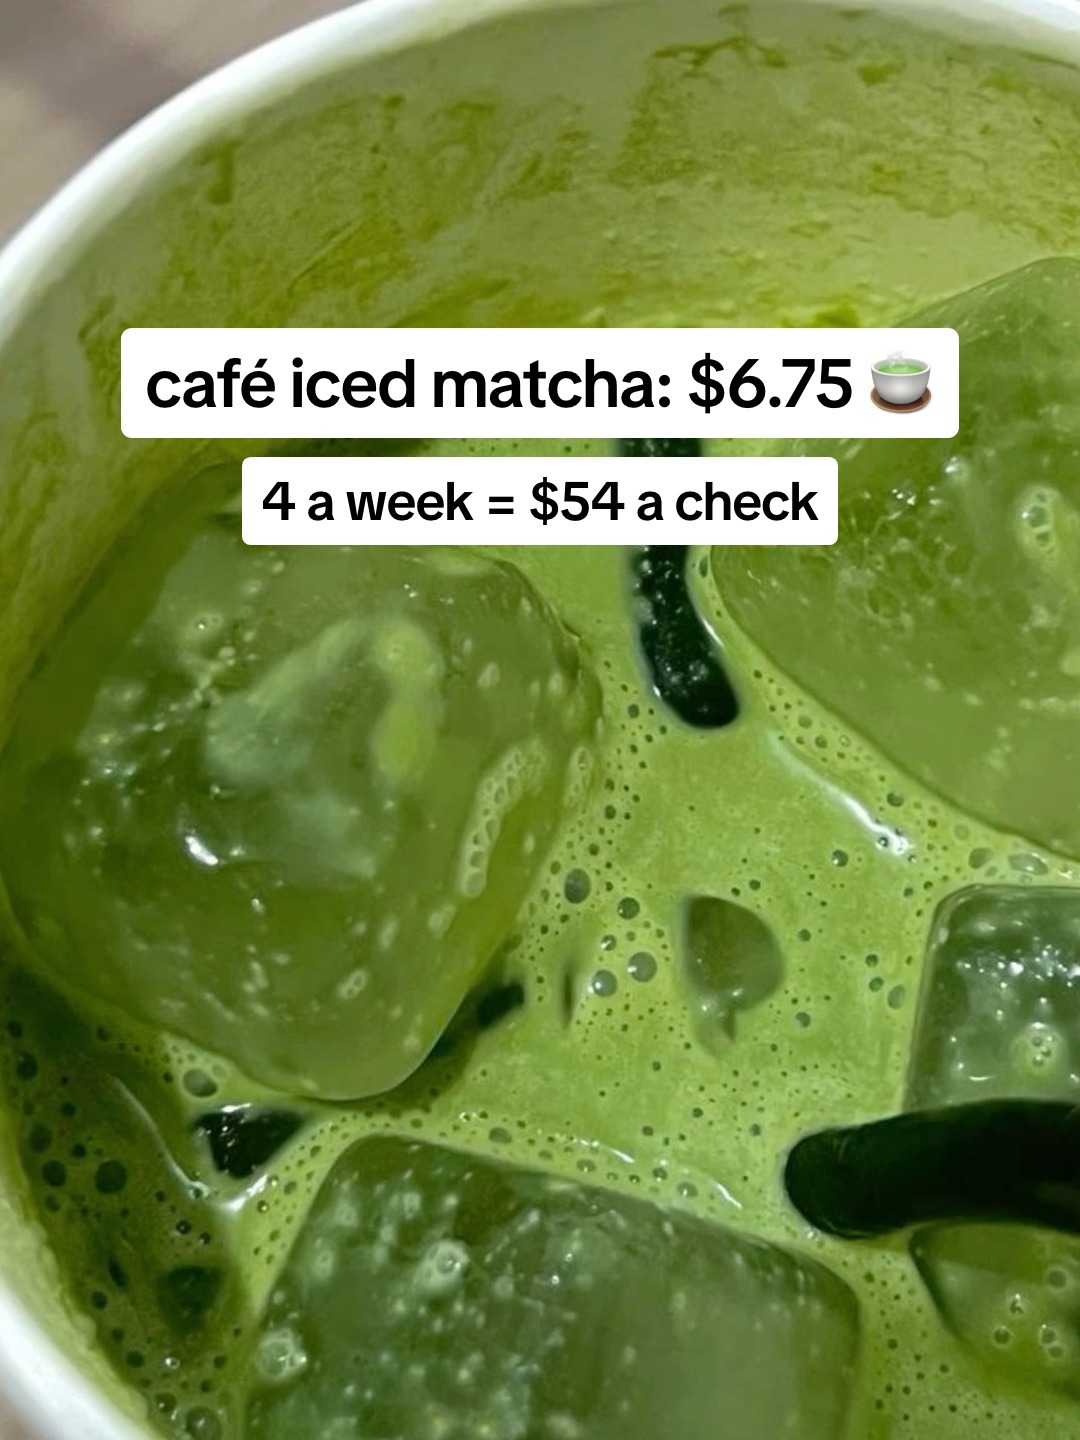 café iced matcha: $6.75 🍵
4 a week = $54 a check